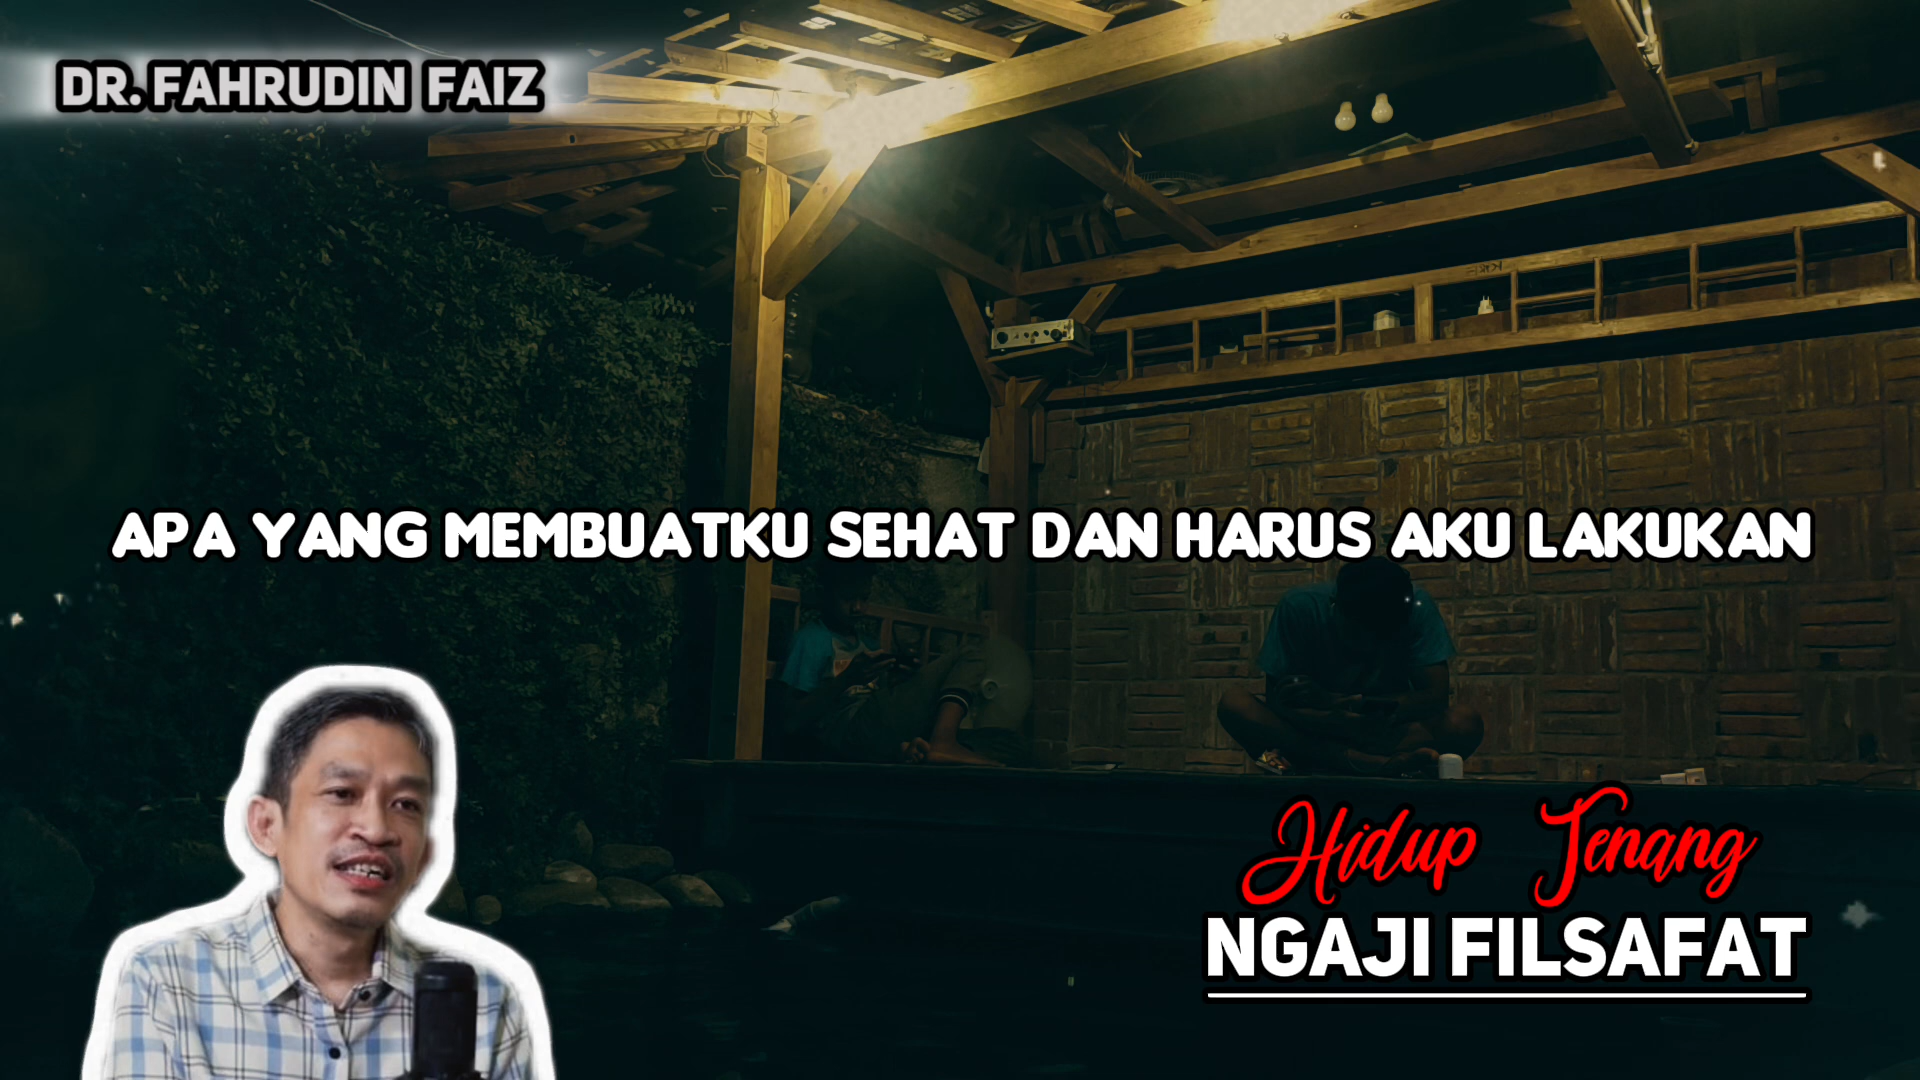 DR. FAHRUDIN FAIZ
APA YANG MEMBUATKU SEHAT DAN HARUS AKU LAKUKAN
Hidup Tenang
NGAJI FILSAFAT